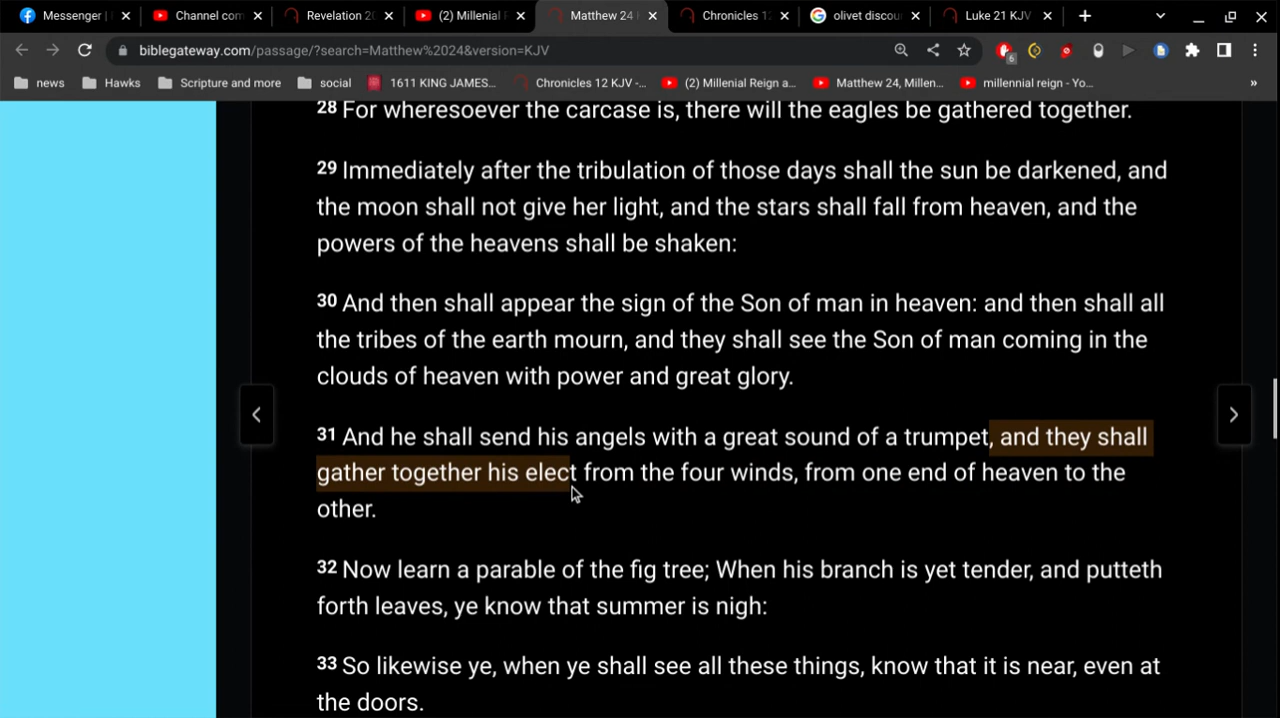 Messenger |
Channel com
Revelation 20
(2) Millenial
Matthew 24
Chronicles 12
olivet discou
Luke 21 KJV
biblegateway.com/passage/?search=Matthew%2024&version=KJV
6
news
Hawks
Scripture and more
social
1611 KING JAMES...
Chronicles 12 KJV -...
(2) Millenial Reign a...
Matthew 24, Millen...
millennial reign - Yo...
»
28 For wheresoever the carcase is, there will the eagles be gathered together.
29 Immediately after the tribulation of those days shall the sun be darkened, and
the moon shall not give her light, and the stars shall fall from heaven, and the
powers of the heavens shall be shaken:
30 And then shall appear the sign of the Son of man in heaven: and then shall all
the tribes of the earth mourn, and they shall see the Son of man coming in the
clouds of heaven with power and great glory.
31 And he shall send his angels with a great sound of a trumpet, and they shall
gather together his elect from the four winds, from one end of heaven to the
other.
32 Now learn a parable of the fig tree; When his branch is yet tender, and putteth
forth leaves, ye know that summer is nigh:
33 So likewise ye, when ye shall see all these things, know that it is near, even at
the doors.